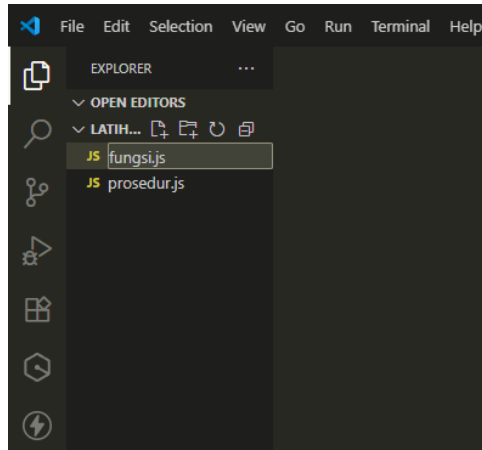 File Edit Selection View Go Run Terminal Help
EXPLORER ...
OPEN EDITORS
LATIH...
JS fungsi.js
JS prosedur.js